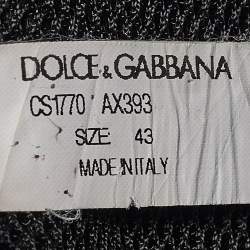 DOLCE & GABBANA
CS1770 AX393
SIZE 43
MADE IN ITALY